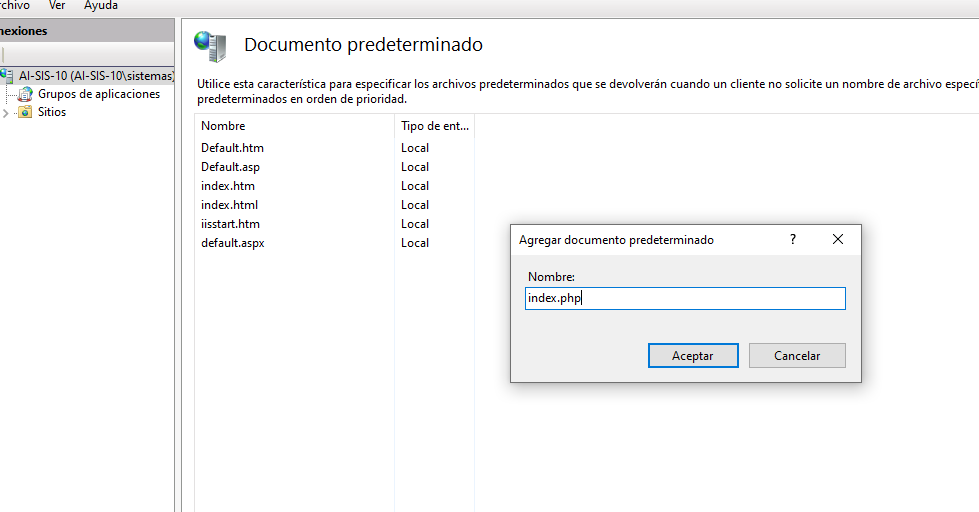 rchivo Ver Ayuda
nexiones
AI-SIS-10 (AI-SIS-10\sistemas)
Grupos de aplicaciones
Sitios
Documento predeterminado
Utilice esta característica para especificar los archivos predeterminados que se devolverán cuando un cliente no solicite un nombre de archivo específi
predeterminados en orden de prioridad.
Nombre Tipo de ent...
Default.htm Local
Default.asp Local
index.htm Local
index.html Local
iisstart.htm Local
default.aspx Local
Agregar documento predeterminado ?
Nombre:
index.php
Aceptar Cancelar